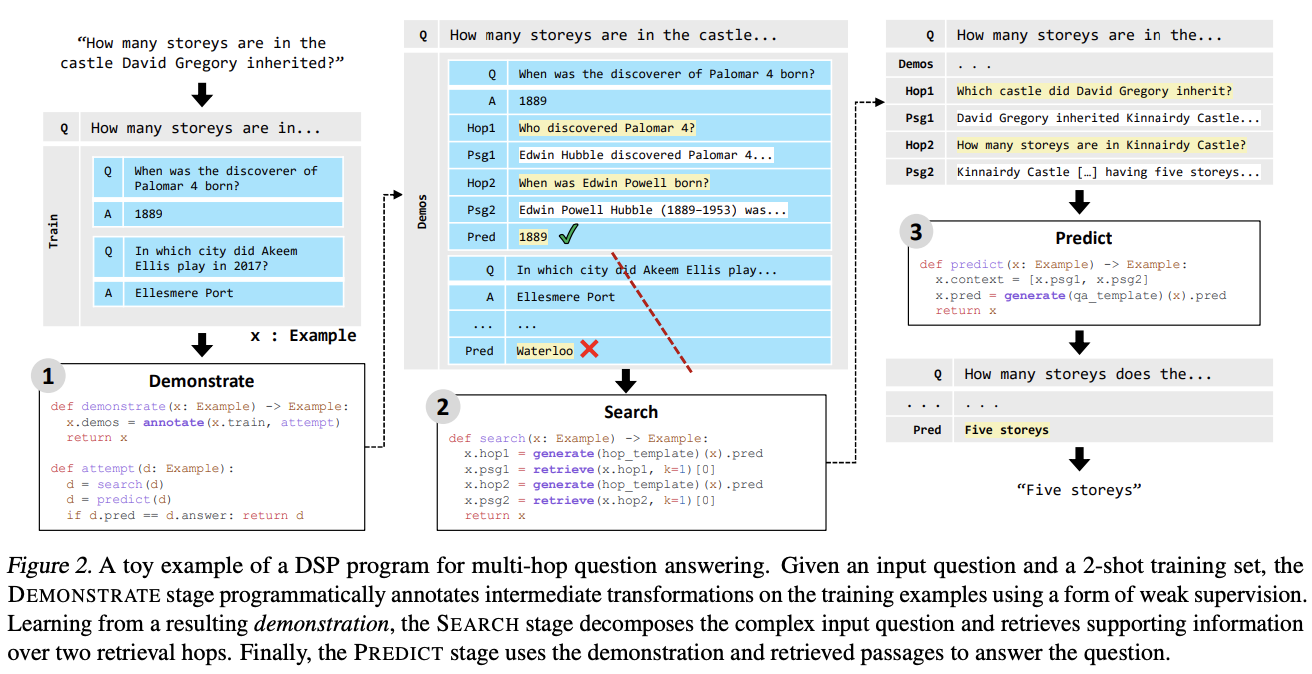 “How many storeys are in the
castle David Gregory inherited?”
Q How many storeys are in...
Train
Q When was the discoverer of
Palomar 4 born?
A 1889
Q In which city did Akeem
Ellis play in 2017?
A Ellesmere Port
x : Example
1
Demonstrate
def demonstrate(x: Example) -> Example:
x.demos = annotate(x.train, attempt)
return x
def attempt(d: Example):
d = search(d)
d = predict(d)
if d.pred == d.answer: return d
Q How many storeys are in the castle...
Demos
Q When was the discoverer of Palomar 4 born?
A 1889
Hop1 Who discovered Palomar 4?
Psg1 Edwin Hubble discovered Palomar 4...
Hop2 When was Edwin Powell born?
Psg2 Edwin Powell Hubble (1889–1953) was...
Pred 1889
Q In which city did Akeem Ellis play...
A Ellesmere Port
... ...
Pred Waterloo
2
Search
def search(x: Example) -> Example:
x.hop1 = generate(hop_template)(x).pred
x.psg1 = retrieve(x.hop1, k=1)[0]
x.hop2 = generate(hop_template)(x).pred
x.psg2 = retrieve(x.hop2, k=1)[0]
return x
Q How many storeys are in the...
Demos . . .
Hop1 Which castle did David Gregory inherit?
Psg1 David Gregory inherited Kinnairdy Castle...
Hop2 How many storeys are in Kinnairdy Castle?
Psg2 Kinnairdy Castle […] having five storeys...
3
Predict
def predict(x: Example) -> Example:
x.context = [x.psg1, x.psg2]
x.pred = generate(qa_template)(x).pred
return x
Q How many storeys does the...
. . . . . .
Pred Five storeys
“Five storeys”
Figure 2. A toy example of a DSP program for multi-hop question answering. Given an input question and a 2-shot training set, the
DEMONSTRATE stage programmatically annotates intermediate transformations on the training examples using a form of weak supervision.
Learning from a resulting demonstration, the SEARCH stage decomposes the complex input question and retrieves supporting information
over two retrieval hops. Finally, the PREDICT stage uses the demonstration and retrieved passages to answer the question.